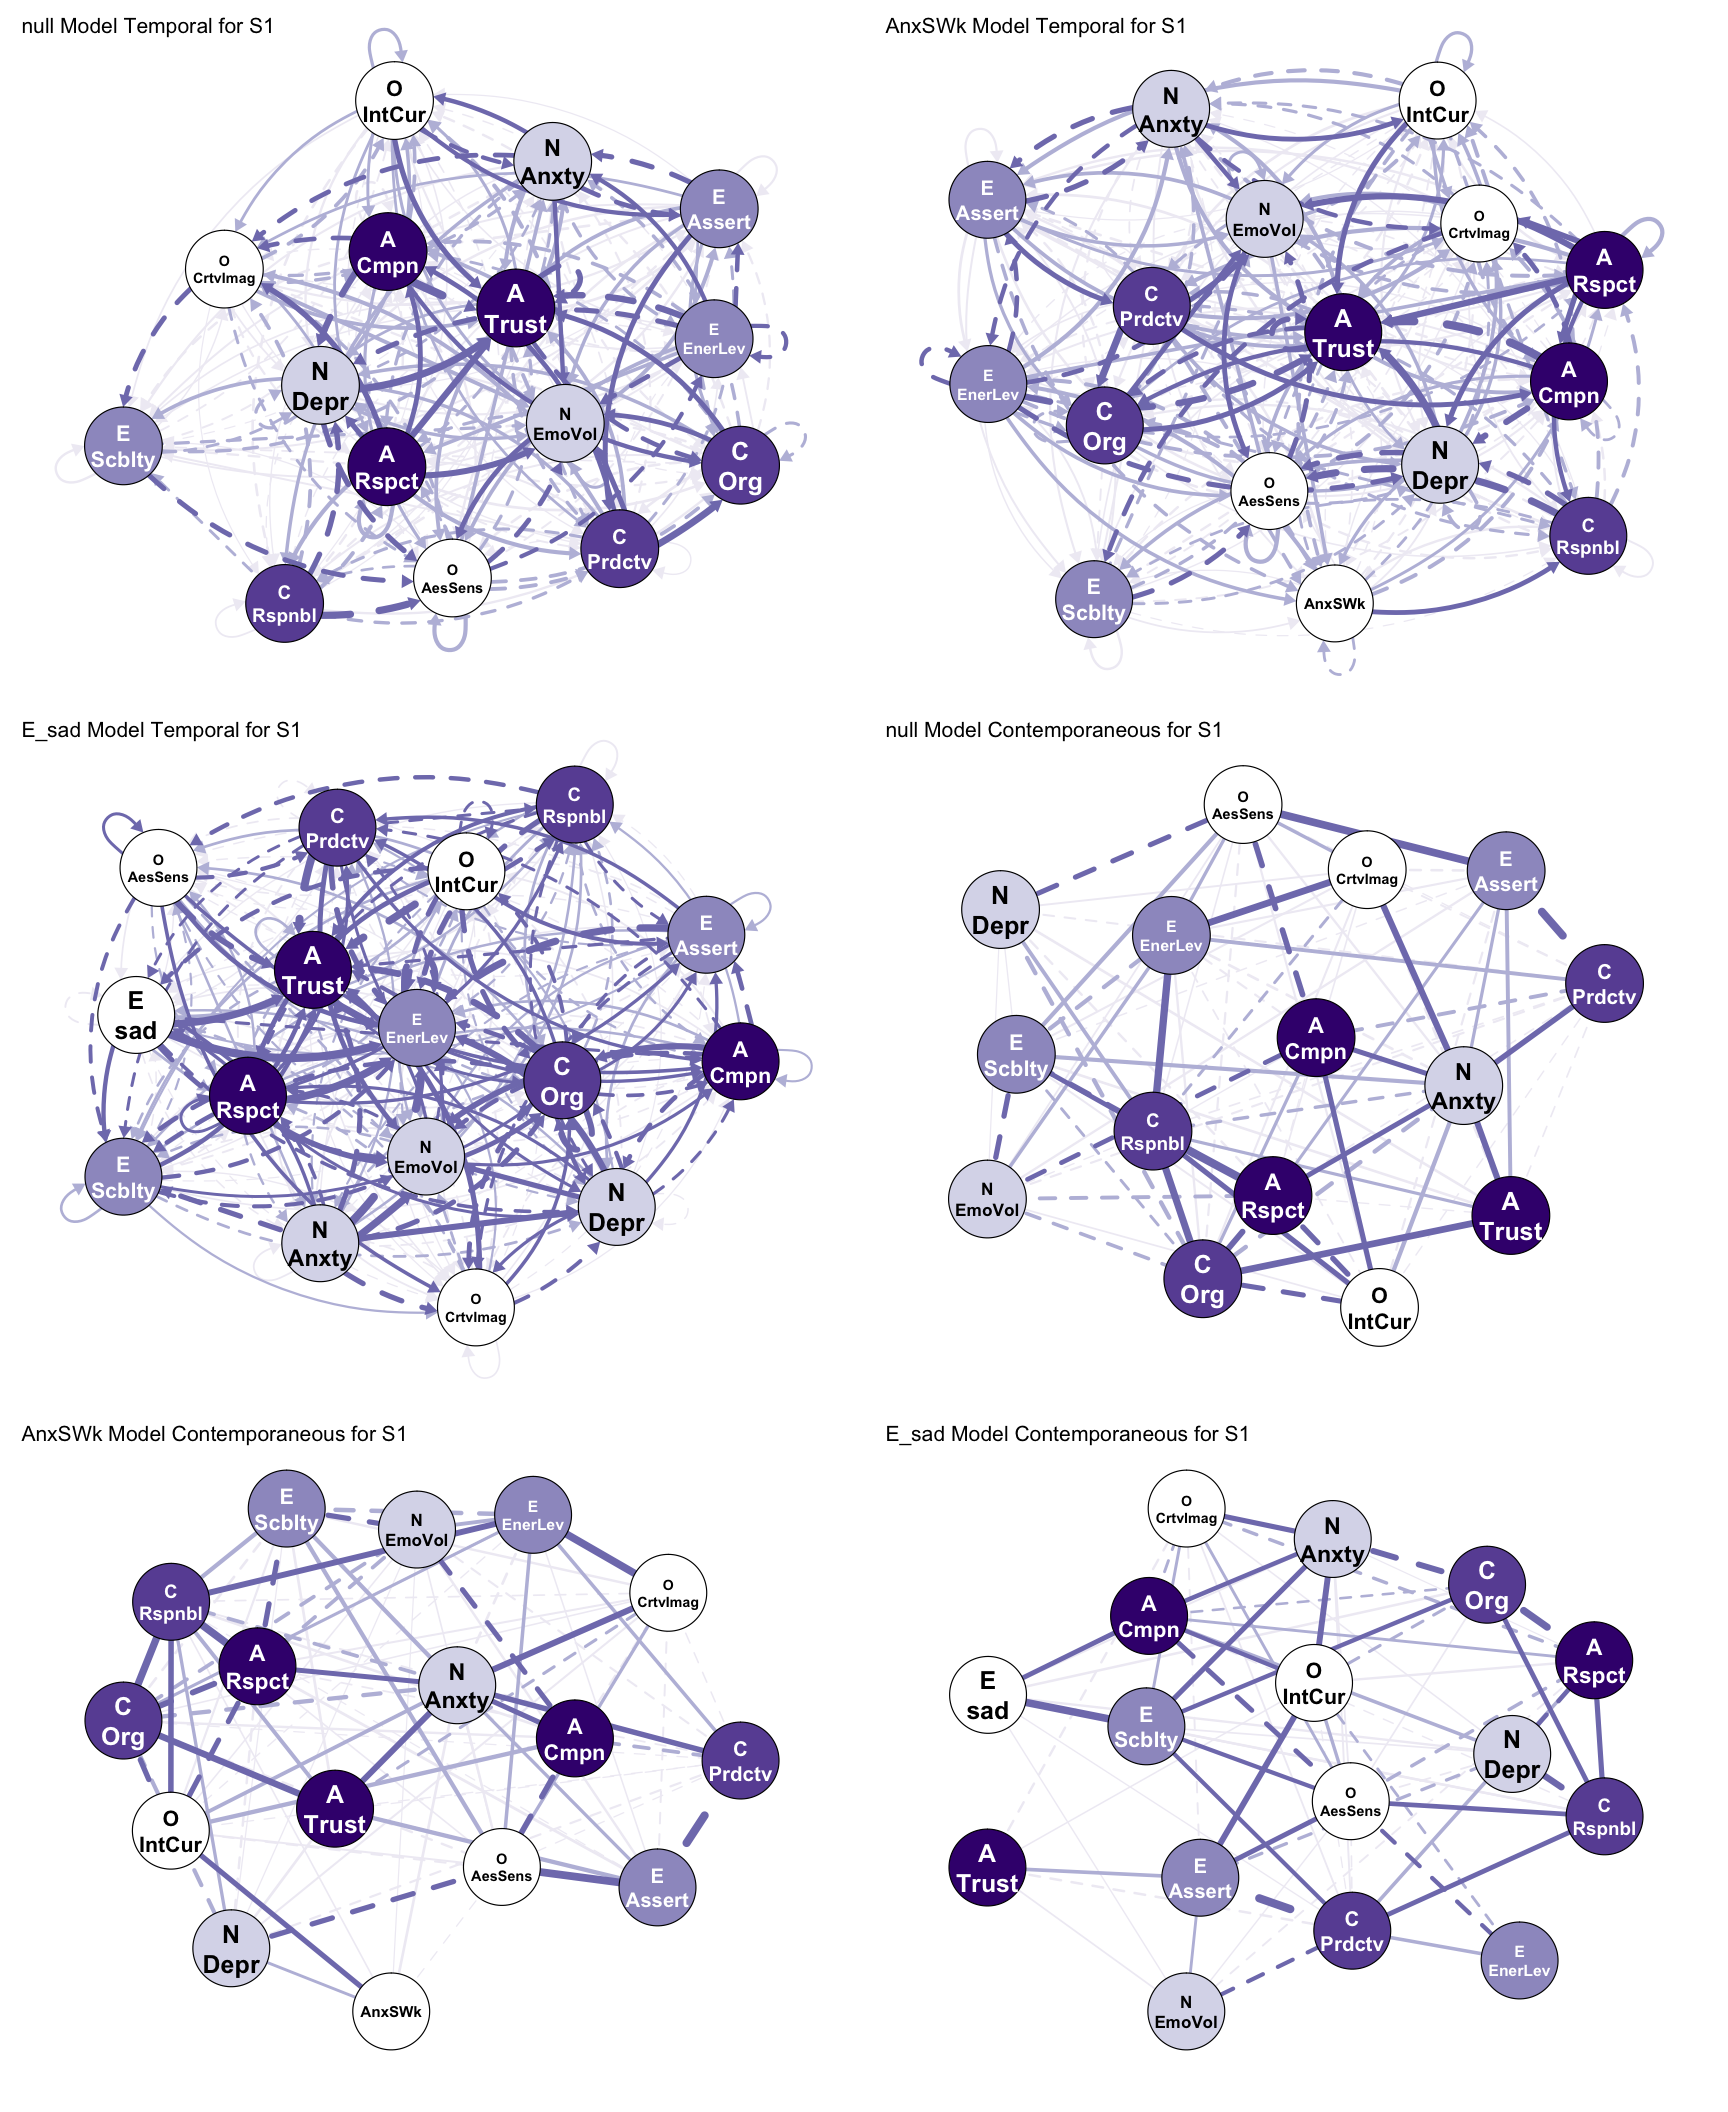 null Model Temporal for S1
O
IntCur
N
Anxty
E
Assert
A
Cmpn
O
CrtvImag
A
Trust
E
EnerLev
N
Depr
N
EmoVol
E
Scblty
A
Rspct
C
Org
C
Prdctv
O
AesSens
C
Rspnbl
AnxSWk Model Temporal for S1
O
IntCur
N
Anxty
E
Assert
N
EmoVol
O
CrtvImag
A
Rspct
C
Prdctv
A
Trust
E
EnerLev
A
Cmpn
C
Org
N
Depr
O
AesSens
C
Rspnbl
E
Scblty
AnxSWk
E_sad Model Temporal for S1
C
Rspnbl
C
Prdctv
O
AesSens
O
IntCur
E
Assert
A
Trust
E
sad
E
EnerLev
A
Cmpn
C
Org
A
Rspct
N
EmoVol
E
Scblty
N
Depr
N
Anxty
O
CrtvImag
null Model Contemporaneous for S1
O
AesSens
O
CrtvImag
E
Assert
N
Depr
E
EnerLev
C
Prdctv
A
Cmpn
E
Scblty
N
Anxty
C
Rspnbl
N
EmoVol
A
Rspct
A
Trust
C
Org
O
IntCur
AnxSWk Model Contemporaneous for S1
E
Scblty
N
EmoVol
E
EnerLev
C
Rspnbl
O
CrtvImag
A
Rspct
N
Anxty
C
Org
A
Cmpn
C
Prdctv
A
Trust
O
IntCur
O
AesSens
E
Assert
N
Depr
AnxSWk
E_sad Model Contemporaneous for S1
O
CrtvImag
N
Anxty
C
Org
A
Cmpn
A
Rspct
E
sad
O
IntCur
E
Scblty
N
Depr
O
AesSens
C
Rspnbl
A
Trust
E
Assert
C
Prdctv
E
EnerLev
N
EmoVol